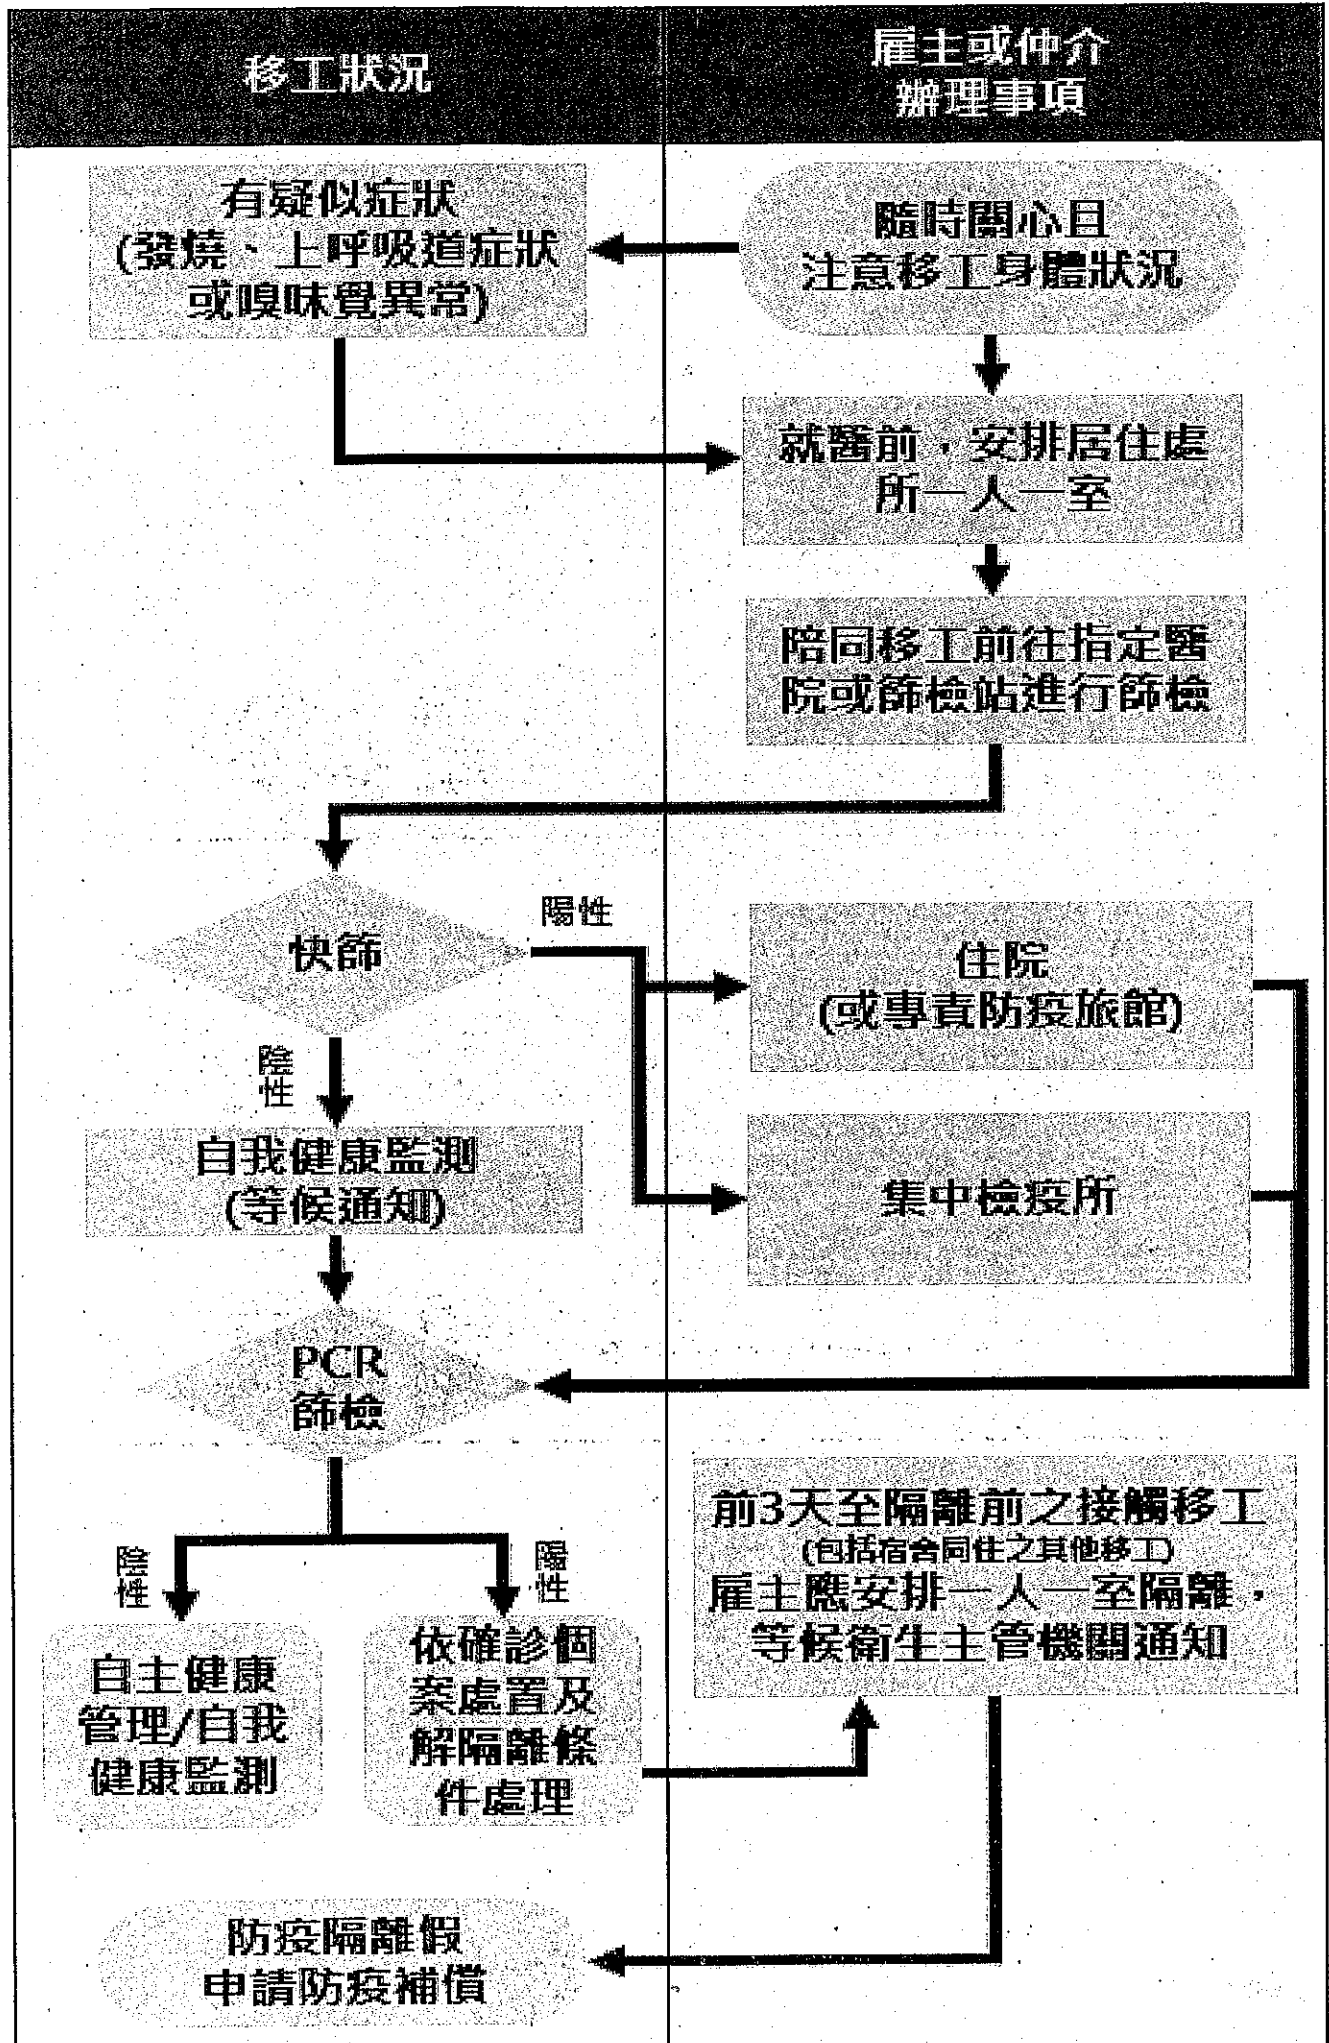 移工狀況
雇主或仲介
辦理事項
有疑似症狀
(發燒、上呼吸道症狀
或嗅味覺異常)
隨時關心且
注意移工身體狀況
就醫前，安排居住處
所一人一室
陪同移工前往指定醫
院或篩檢站進行篩檢
快篩
陽性
住院
(或專責防疫旅館)
陰
性
自我健康監測
(等候通知)
集中檢疫所
PCR
篩檢
前3天至隔離前之接觸移工
(包括宿舍同住之其他移工)
雇主應安排一人一室隔離，
等候衛生主管機關通知
陰
性
陽
性
自主健康
管理/自我
健康監測
依確診個
案處置及
解隔離條
件處理
防疫隔離假
申請防疫補償